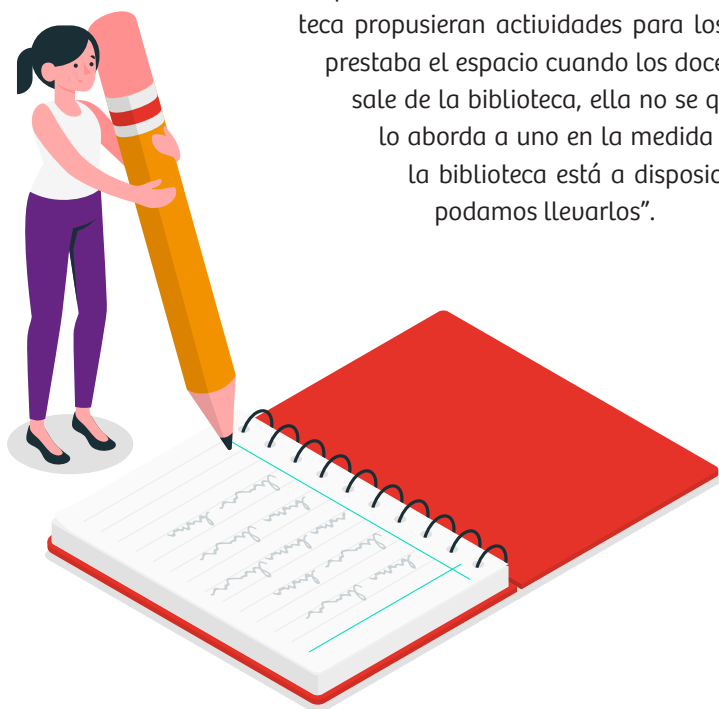 teca propusieran actividades para los
prestaba el espacio cuando los doce
sale de la biblioteca, ella no se q
lo aborda a uno en la medida
la biblioteca está a disposic
podamos llevarlos”.